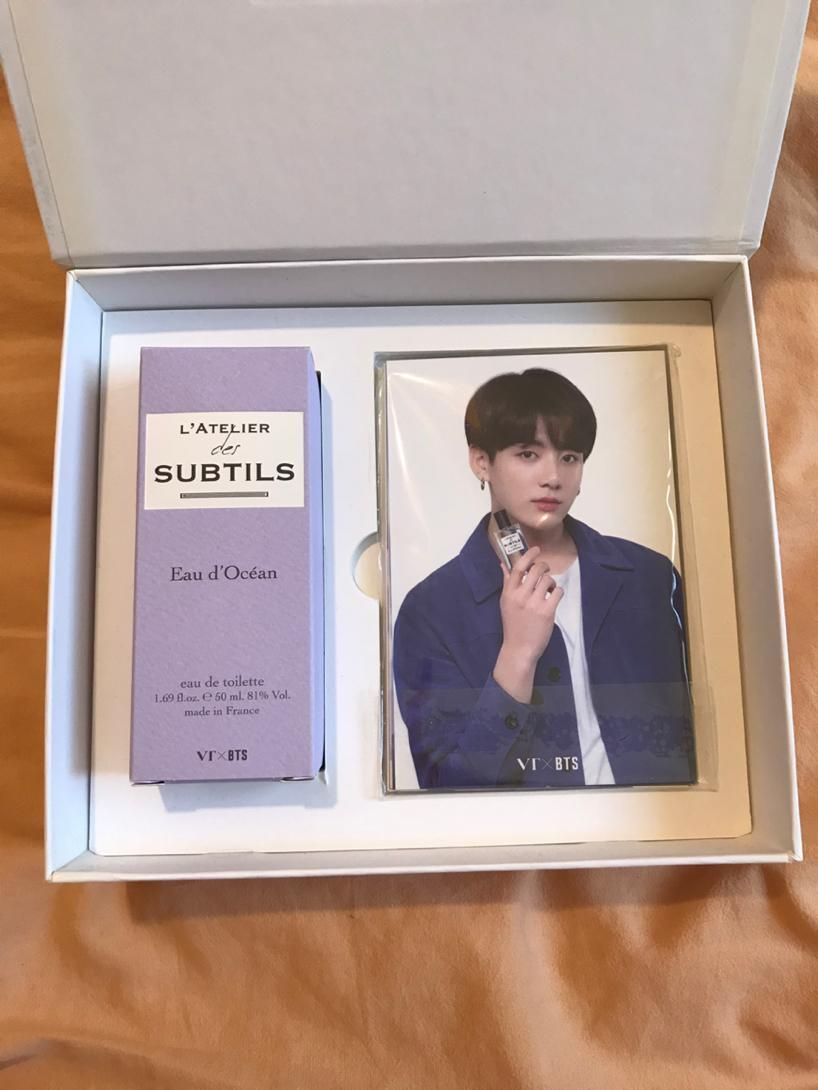 L'ATELIER
des
SUBTILS
Eau d'Océan
eau de toilette
1.69 fl.oz. ℮ 50 ml. 81% Vol.
made in France
VT×BTS
SUBTILS
VT×BTS